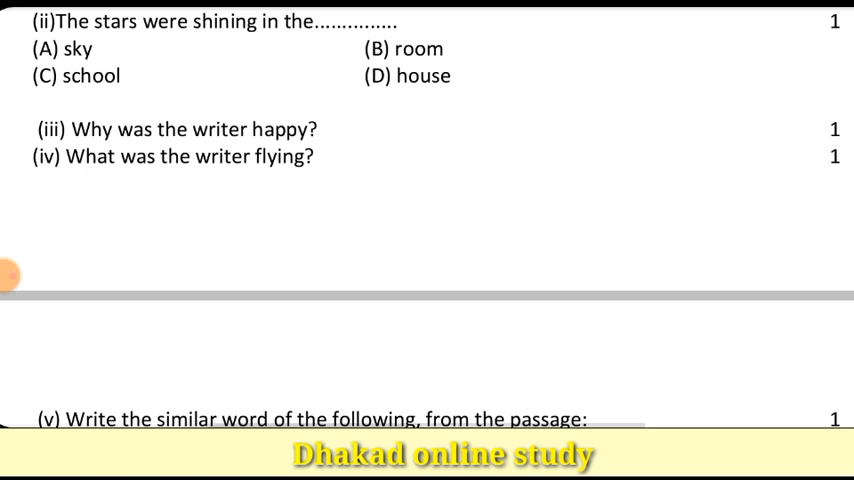 (ii)The stars were shining in the............... 1
(A) sky (B) room
(C) school (D) house
(iii) Why was the writer happy? 1
(iv) What was the writer flying? 1
(v) Write the similar word of the following, from the passage: 1
Dhakad online study